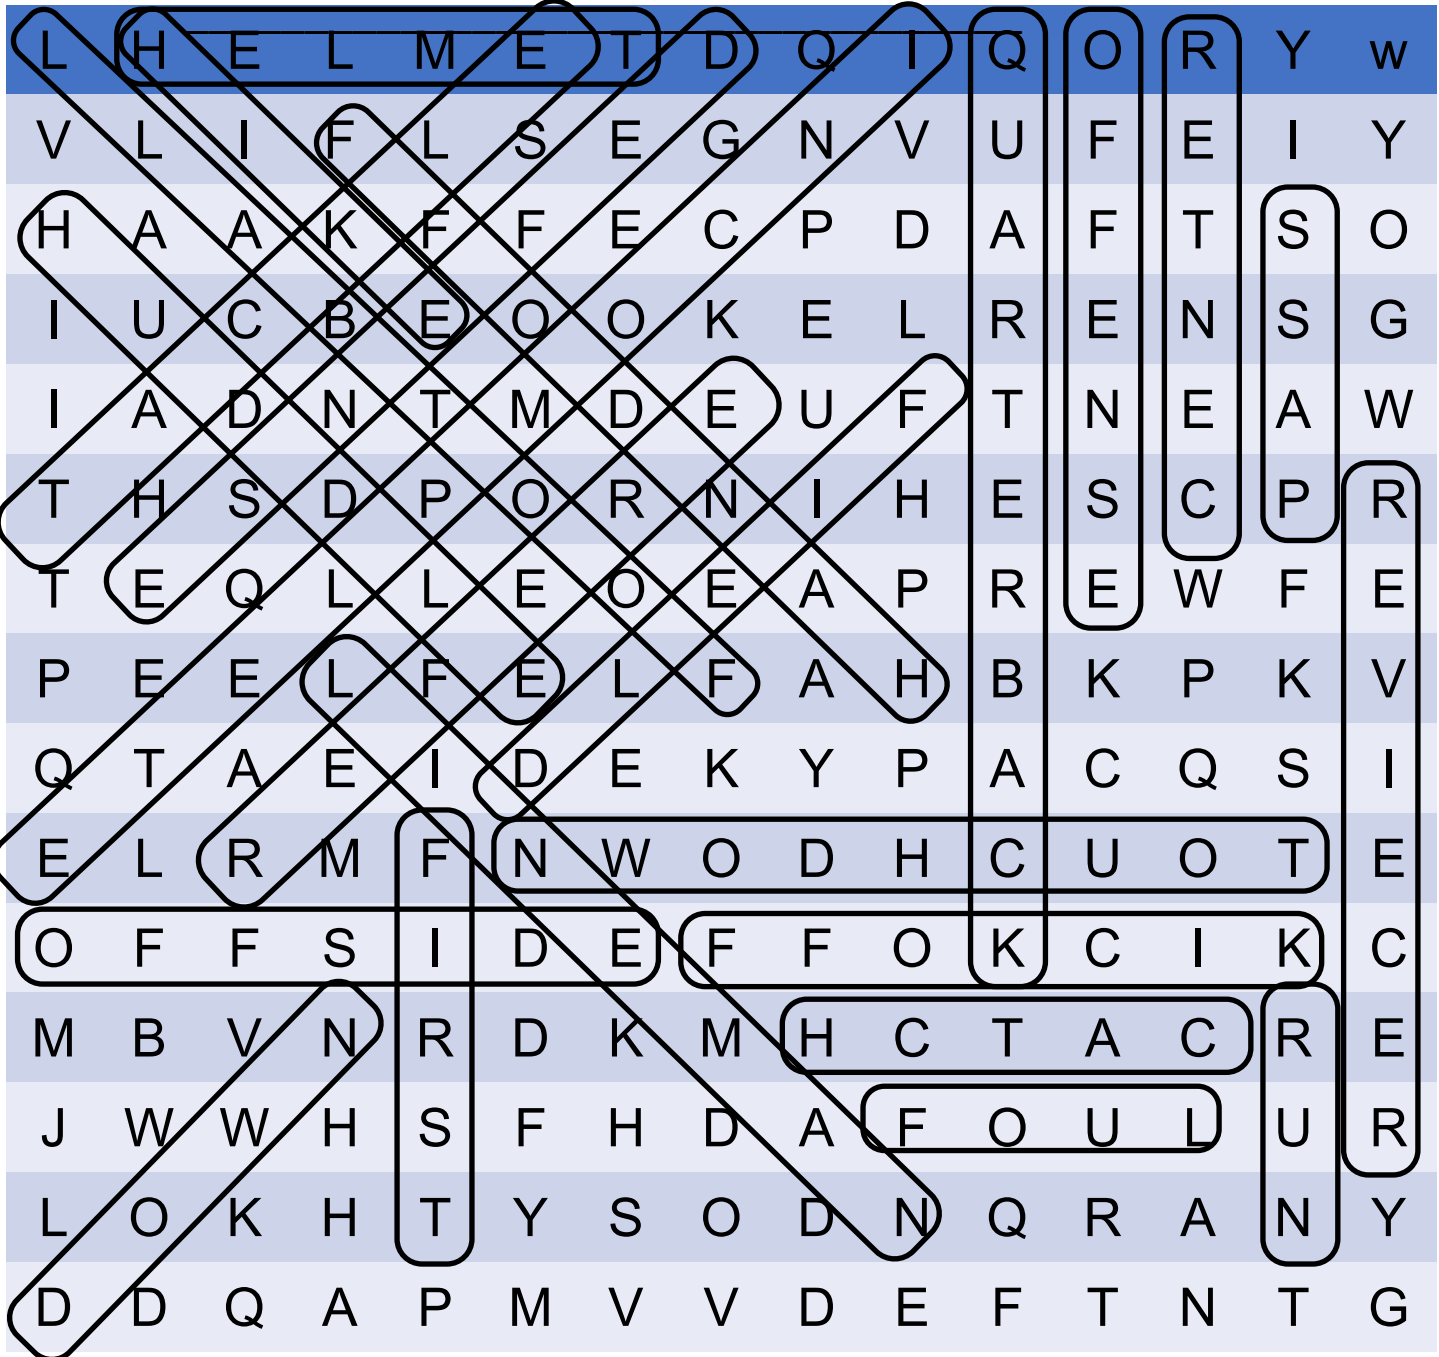 L H E L M E T D Q I Q O R Y w
V L I F L S E G N V U F E I Y
H A A K F F E C P D A F T S O
I U C B E O O K E L R E N S G
I A D N T M D E U F T N E A W
T H S D P O R N I H E S C P R
T E Q L L E O E A P R E W F E
P E E L F E L F A H B K P K V
Q T A E I D E K Y P A C Q S I
E L R M F N W O D H C U O T E
O F F S I D E F F O K C I K C
M B V N R D K M H C T A C R E
J W W H S F H D A F O U L U R
L O K H T Y S O D N Q R A N Y
D D Q A P M V V D E F T N T G